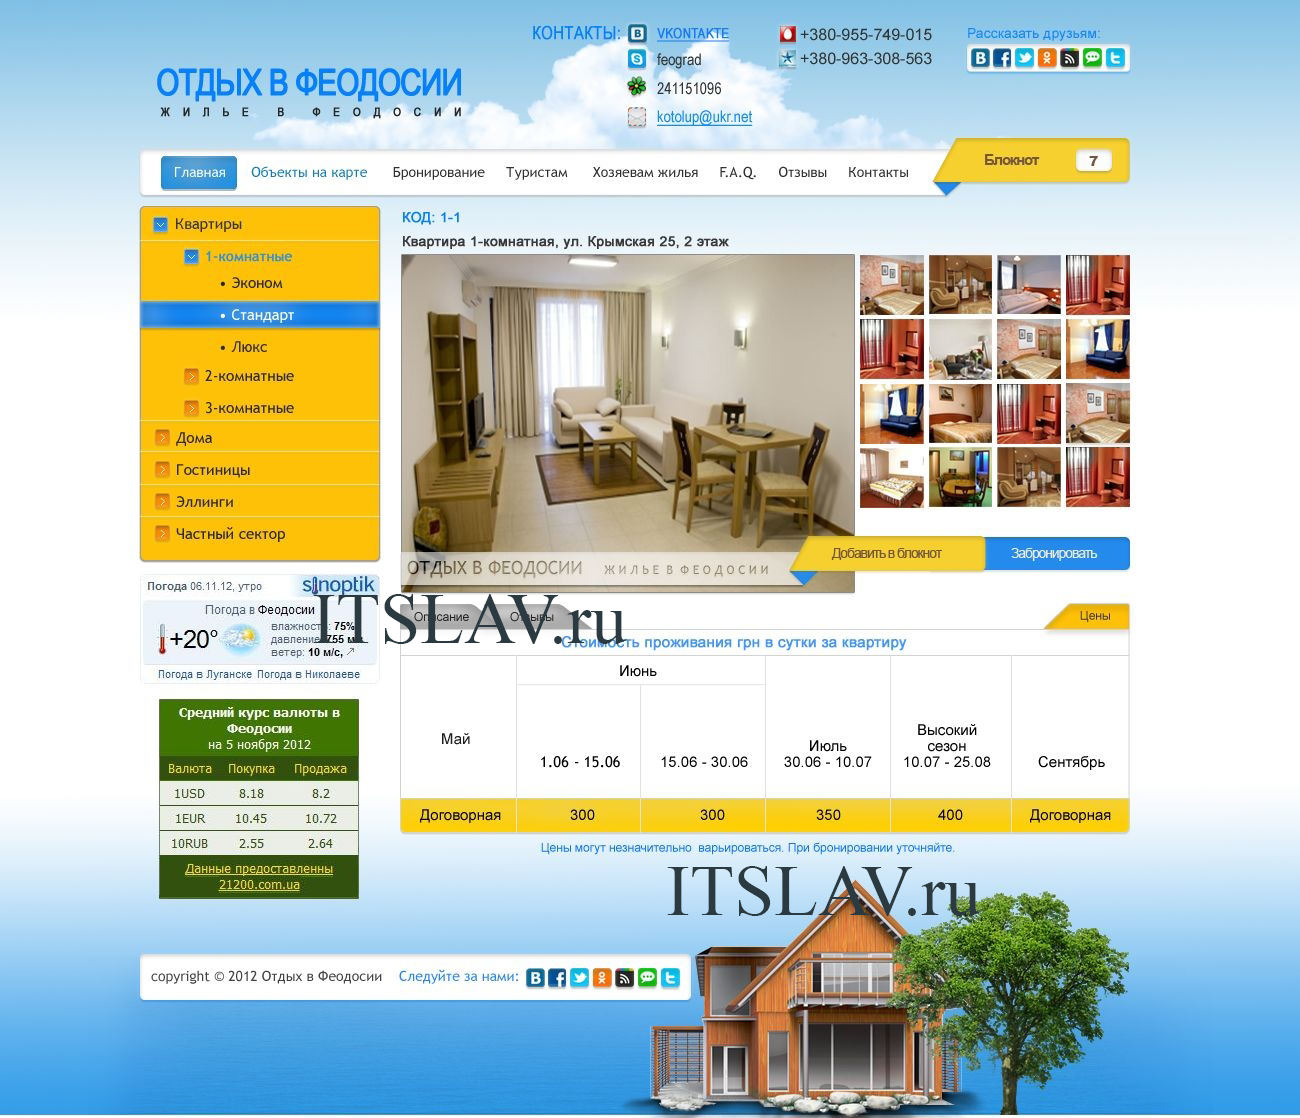 КОНТАКТЫ:
VKONTAKTE
feograd
241151096
kotolup@ukr.net
+380-955-749-015
+380-963-308-563
Рассказать друзьям:
ОТДЫХ В ФЕОДОСИИ
ЖИЛЬЕ В ФЕОДОСИИ
Главная Объекты на карте Бронирование Туристам Хозяевам жилья F.A.Q. Отзывы Контакты
Блокнот 7
Квартиры
1-комнатные
• Эконом
• Стандарт
• Люкс
2-комнатные
3-комнатные
Дома
Гостиницы
Эллинги
Частный сектор
КОД: 1-1
Квартира 1-комнатная, ул. Крымская 25, 2 этаж
ОТДЫХ В ФЕОДОСИИ ЖИЛЬЕ В ФЕОДОСИИ
Добавить в блокнот Забронировать
Погода 06.11.12, утро sinoptik
Погода в Феодосии
+20°
влажность: 75%
давление: 755 мм
ветер: 10 м/с,
Погода в Луганске Погода в Николаеве
ITSLAV.ru
Описание Отзывы Цены
Стоимость проживания грн в сутки за квартиру
Июнь
Май
1.06 - 15.06
15.06 - 30.06
Июль
30.06 - 10.07
Высокий
сезон
10.07 - 25.08
Сентябрь
Договорная 300 300 350 400 Договорная
Цены могут незначительно варьироваться. При бронировании уточняйте.
Средний курс валюты в
Феодосии
на 5 ноября 2012
Валюта Покупка Продажа
1USD 8.18 8.2
1EUR 10.45 10.72
10RUB 2.55 2.64
Данные предоставленны
21200.com.ua
ITSLAV.ru
copyright © 2012 Отдых в Феодосии Следуйте за нами: